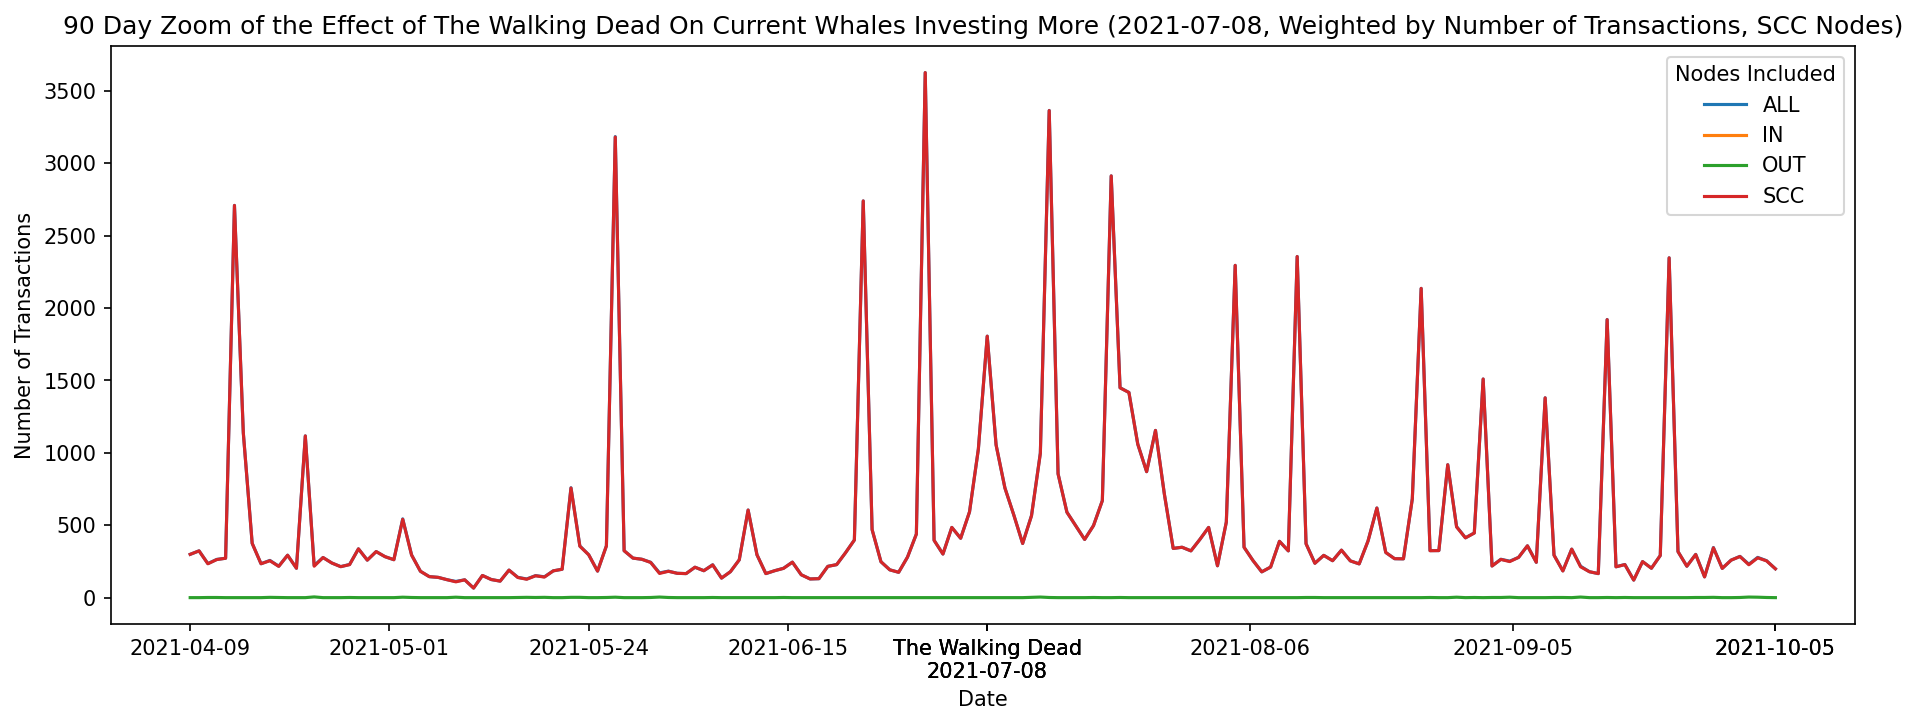 90 Day Zoom of the Effect of The Walking Dead On Current Whales Investing More (2021-07-08, Weighted by Number of Transactions, SCC Nodes)
Nodes Included
ALL
IN
OUT
SCC
Number of Transactions
3500
3000
2500
2000
1500
1000
500
0
2021-04-09
2021-05-01
2021-05-24
2021-06-15
The Walking Dead
2021-07-08
2021-08-06
2021-09-05
2021-10-05
Date